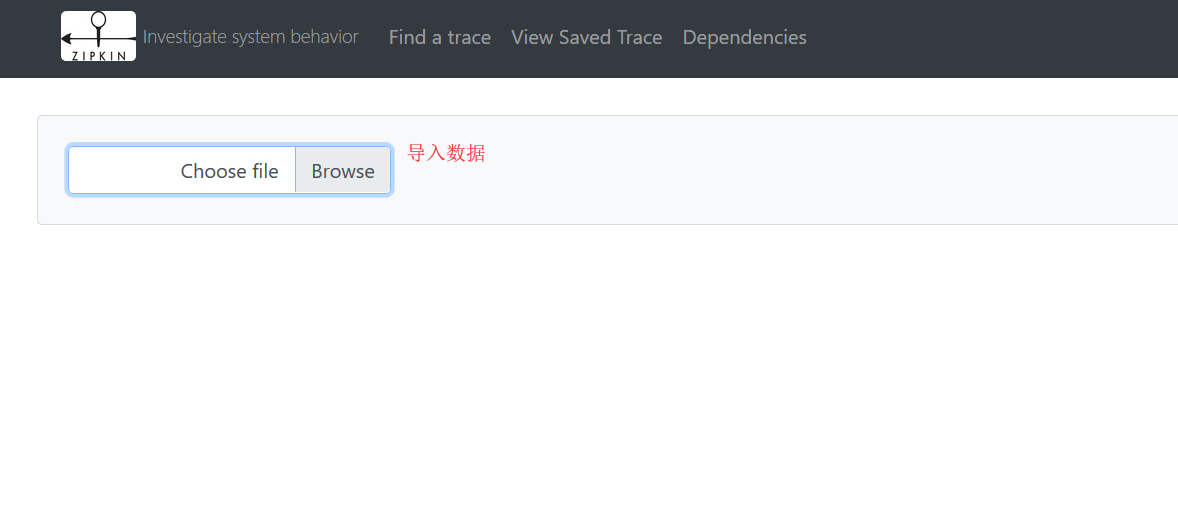 ZIPKIN Investigate system behavior Find a trace View Saved Trace Dependencies
Choose file Browse 导入数据